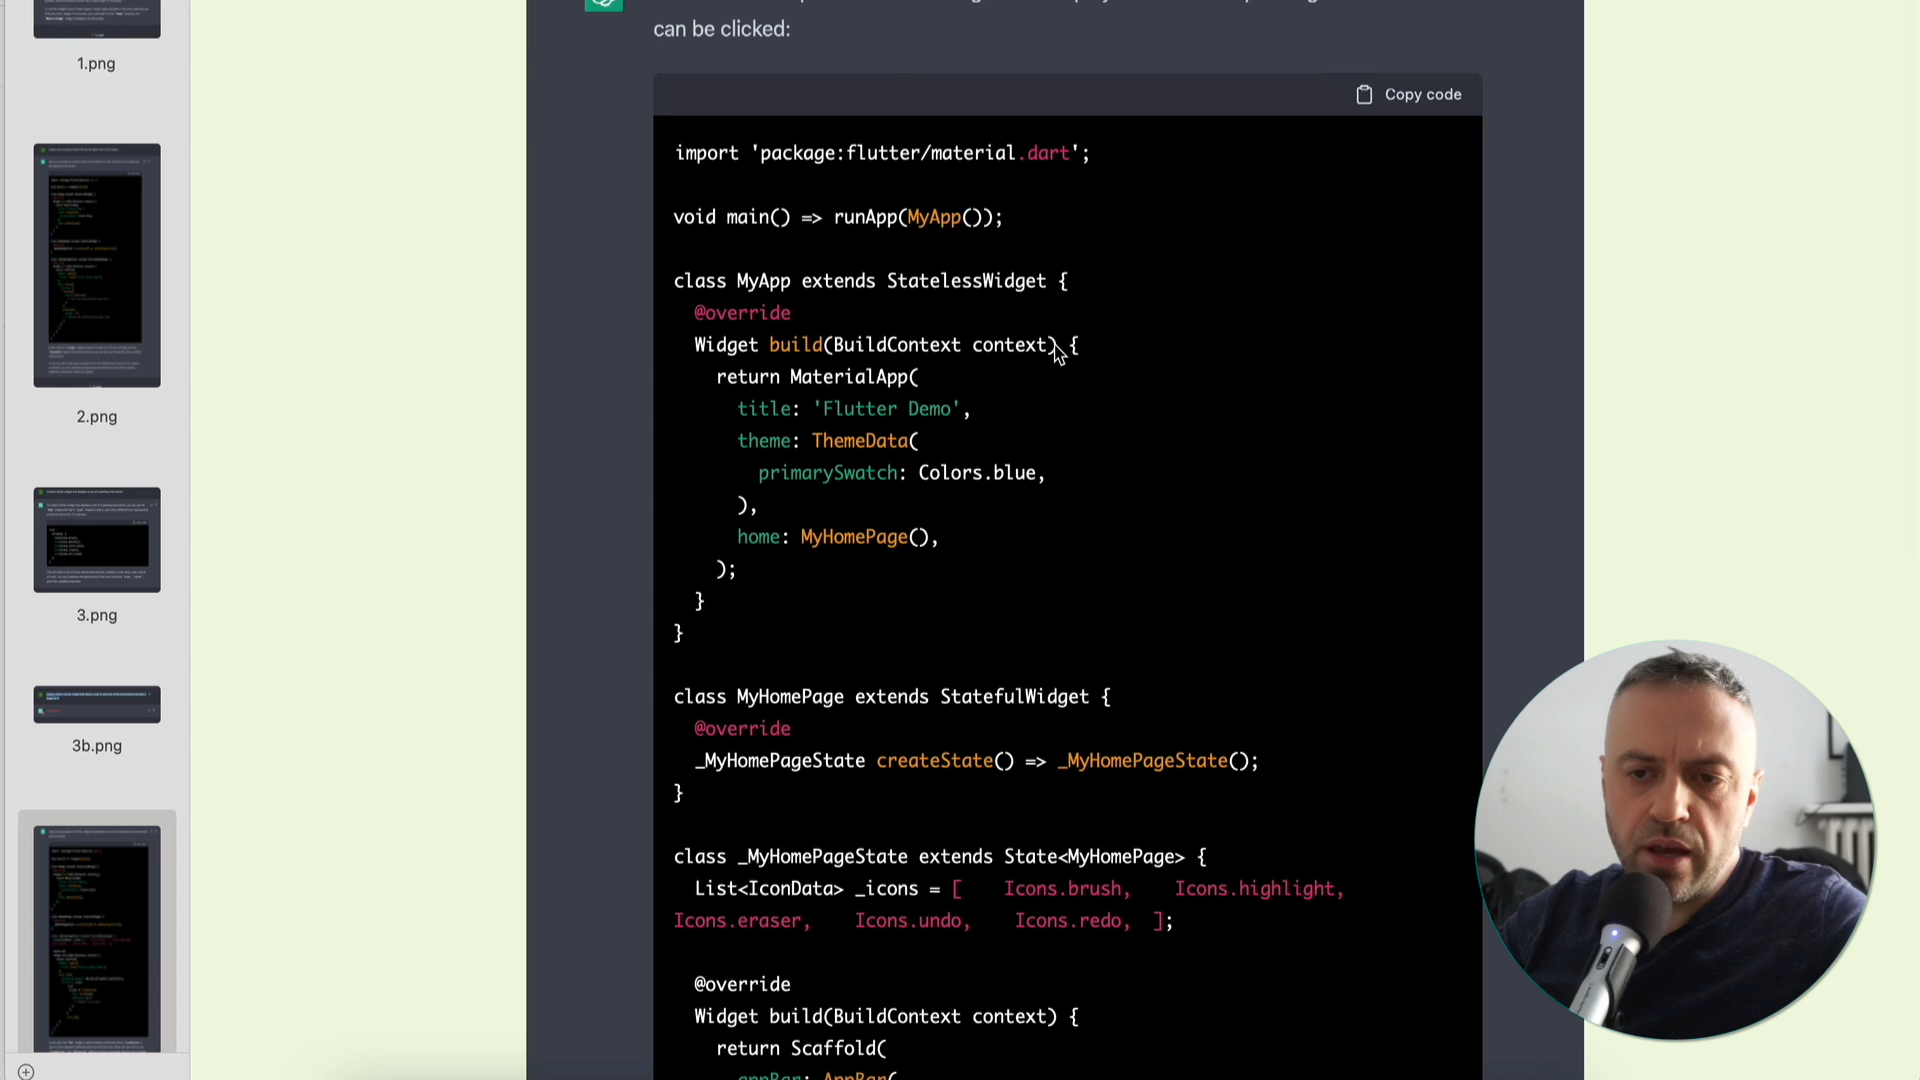 can be clicked:
Copy code
import 'package:flutter/material.dart';
void main() => runApp(MyApp());
class MyApp extends StatelessWidget {
@override
Widget build(BuildContext context) {
return MaterialApp(
title: 'Flutter Demo',
theme: ThemeData(
primarySwatch: Colors.blue,
),
home: MyHomePage(),
);
}
}
class MyHomePage extends StatefulWidget {
@override
_MyHomePageState createState() => _MyHomePageState();
}
class _MyHomePageState extends State<MyHomePage> {
List<IconData> _icons = [    Icons.brush,    Icons.highlight,
Icons.eraser,    Icons.undo,    Icons.redo,  ];
@override
Widget build(BuildContext context) {
return Scaffold(
appBar: AppBar(
1.png
2.png
3.png
3b.png